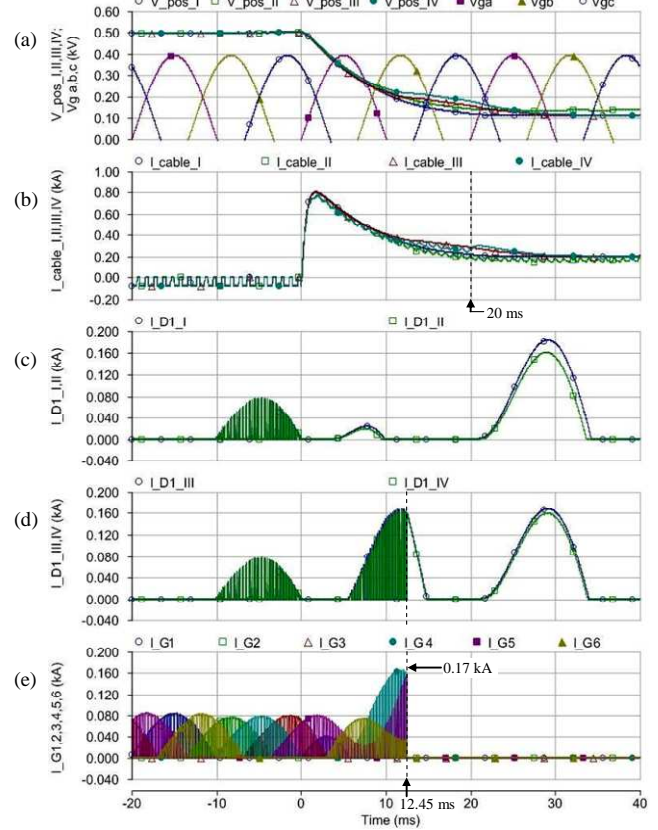 V_pos_I V_pos_II V_pos_III V_pos_IV Vga Vgb Vgc
(a)
V_pos_I,II,III,IV;
Vg a,b,c (kV)
0.60
0.50
0.40
0.30
0.20
0.10
0.00
I_cable_I I_cable_II I_cable_III I_cable_IV
(b)
I_cable_I,II,III,IV (kA)
1.00
0.80
0.60
0.40
0.20
-0.00
-0.20
20 ms
I_D1_I I_D1_II
(c)
I_D1_I,II (kA)
0.200
0.160
0.120
0.080
0.040
0.000
-0.040
I_D1_III I_D1_IV
(d)
I_D1_III,IV (kA)
0.200
0.160
0.120
0.080
0.040
0.000
-0.040
I_G1 I_G2 I_G3 I_G4 I_G5 I_G6
(e)
I_G1,2,3,4,5,6 (kA)
0.200
0.160
0.120
0.080
0.040
0.000
-0.040
0.17 kA
12.45 ms
-20 -10 0 10 20 30 40
Time (ms)